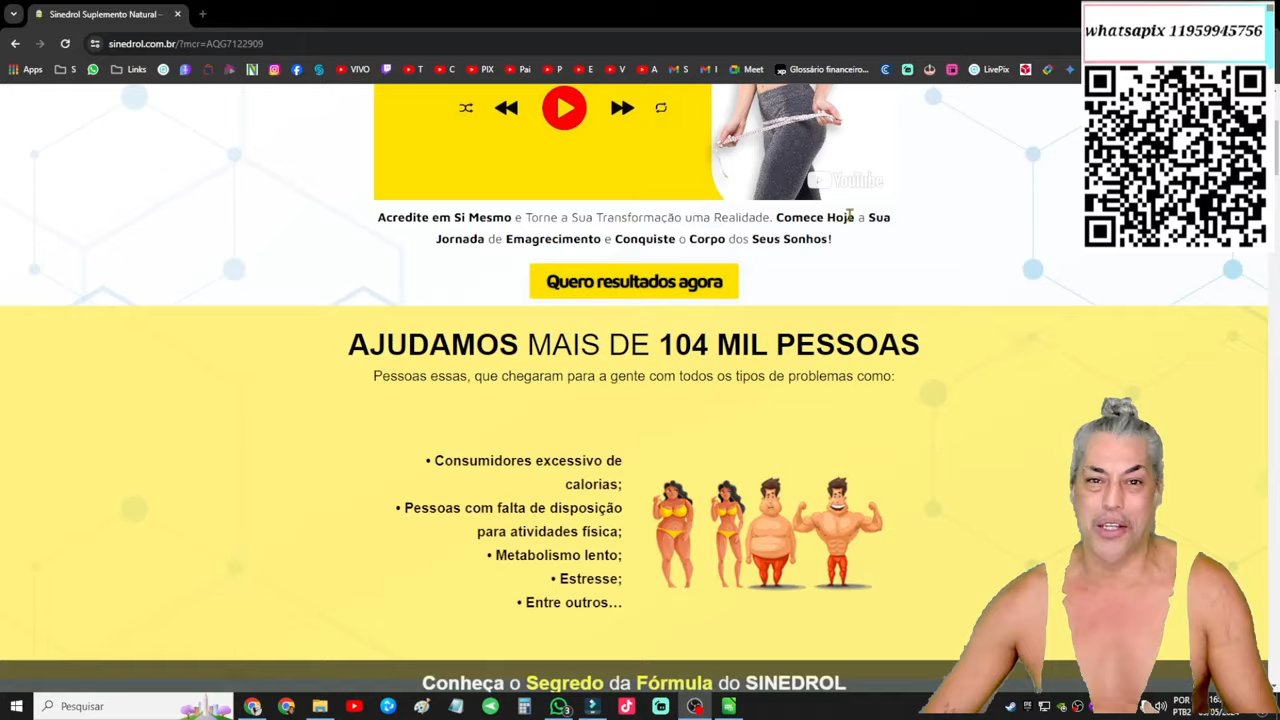 Sinedrol Suplemento Natural –
sinedrol.com.br/?mcr=AQG7122909
whatsapix 11959945756
Apps S Links VIVO T C PIX Pai P E V A S I Meet Glossário financeiro... LivePix
YouTube
Acredite em Si Mesmo e Torne a Sua Transformação uma Realidade. Comece Hoje a Sua
Jornada de Emagrecimento e Conquiste o Corpo dos Seus Sonhos!
Quero resultados agora
AJUDAMOS MAIS DE 104 MIL PESSOAS
Pessoas essas, que chegaram para a gente com todos os tipos de problemas como:
• Consumidores excessivo de
calorias;
• Pessoas com falta de disposição
para atividades física;
• Metabolismo lento;
• Estresse;
• Entre outros…
Conheça o Segredo da Fórmula do SINEDROL
Pesquisar
POR
PTB2